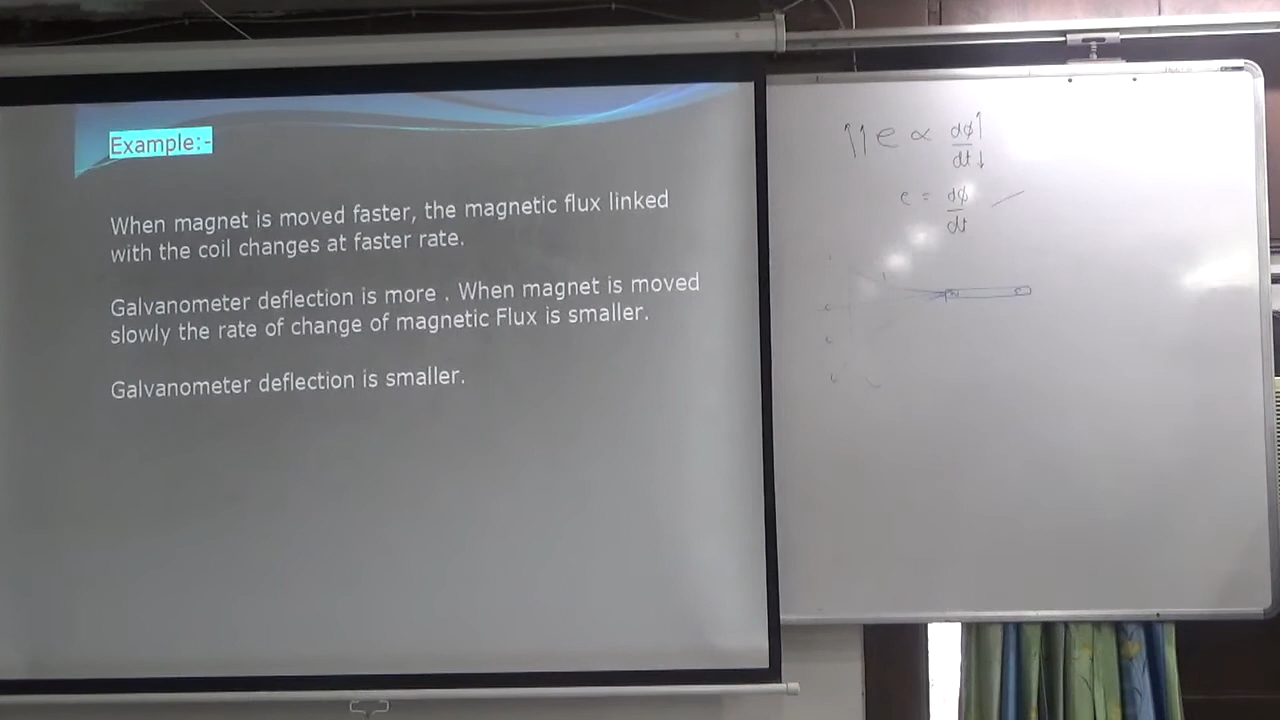 Example:-
When magnet is moved faster, the magnetic flux linked
with the coil changes at faster rate.
Galvanometer deflection is more . When magnet is moved
slowly the rate of change of magnetic Flux is smaller.
Galvanometer deflection is smaller.
↑↑ e ∝ dϕ↑/dt↓
e = dϕ/dt